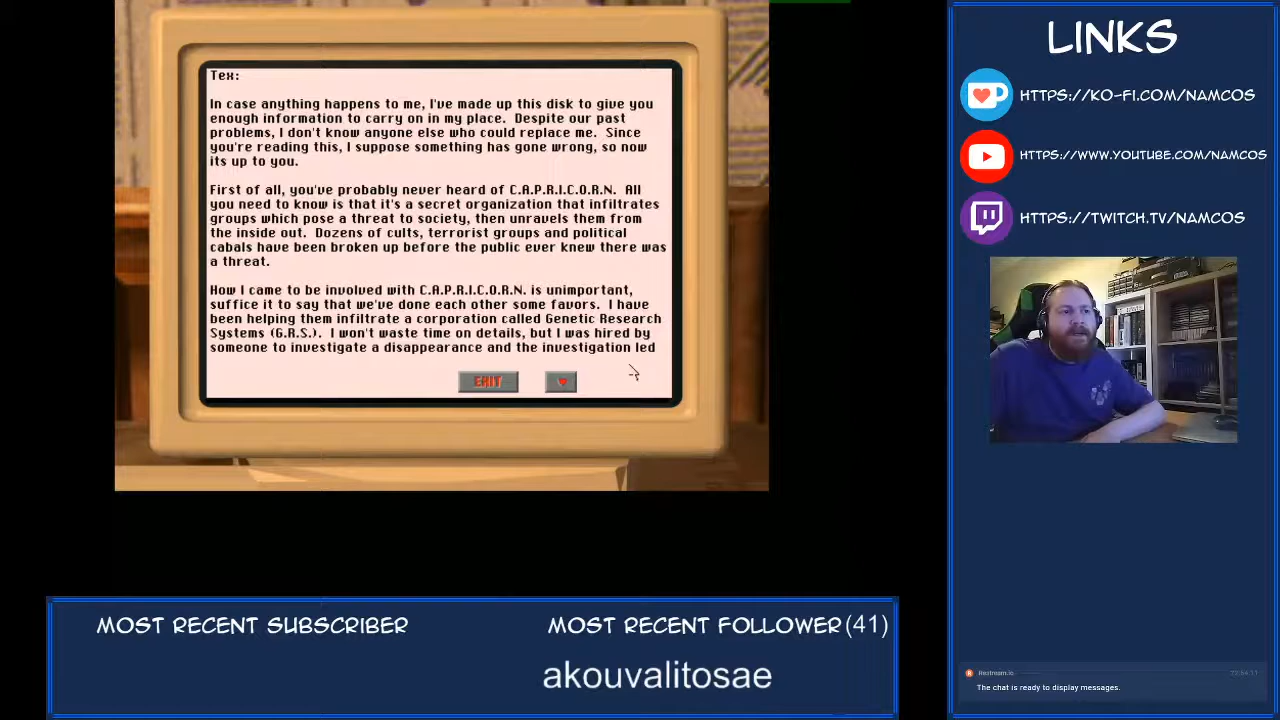 Tex:
In case anything happens to me, I've made up this disk to give you
enough information to carry on in my place. Despite our past
problems, I don't know anyone else who could replace me. Since
you're reading this, I suppose something has gone wrong, so now
its up to you.
First of all, you've probably never heard of C.A.P.R.I.C.O.R.N. All
you need to know is that it's a secret organization that infiltrates
groups which pose a threat to society, then unravels them from
the inside out. Dozens of cults, terrorist groups and political
cabals have been broken up before the public ever knew there was
a threat.
How I came to be involved with C.A.P.R.I.C.O.R.N. is unimportant,
suffice it to say that we've done each other some favors. I have
been helping them infiltrate a corporation called Genetic Research
Systems (G.R.S.). I won't waste time on details, but I was hired by
someone to investigate a disappearance and the investigation led
EXIT
LINKS
HTTPS://KO-FI.COM/NAMCOS
HTTPS://WWW.YOUTUBE.COM/NAMCOS
HTTPS://TWITCH.TV/NAMCOS
MOST RECENT SUBSCRIBER
MOST RECENT FOLLOWER (41)
akouvalitosae
Restream.io
The chat is ready to display messages.